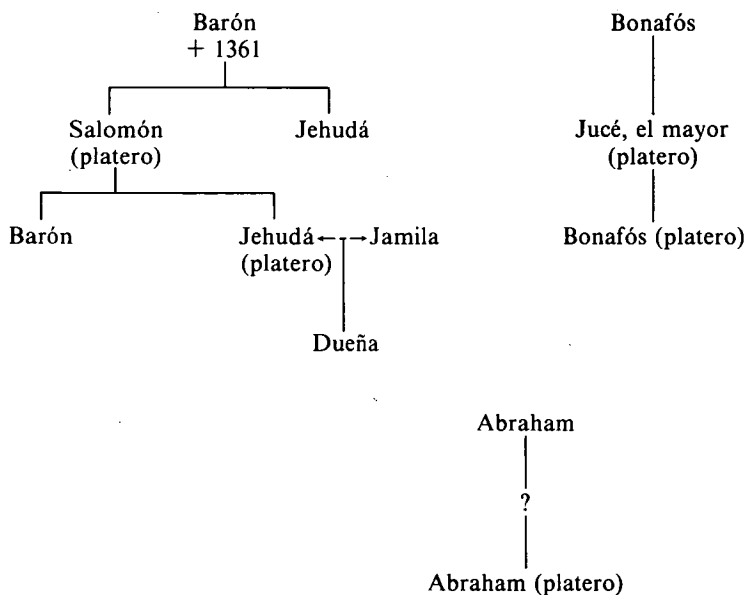 Barón
+ 1361
Salomón
(platero)
Jehudá
Barón
Jehudá
(platero)
Jamila
Dueña
Bonafós
Jucé, el mayor
(platero)
Bonafós (platero)
Abraham
?
Abraham (platero)